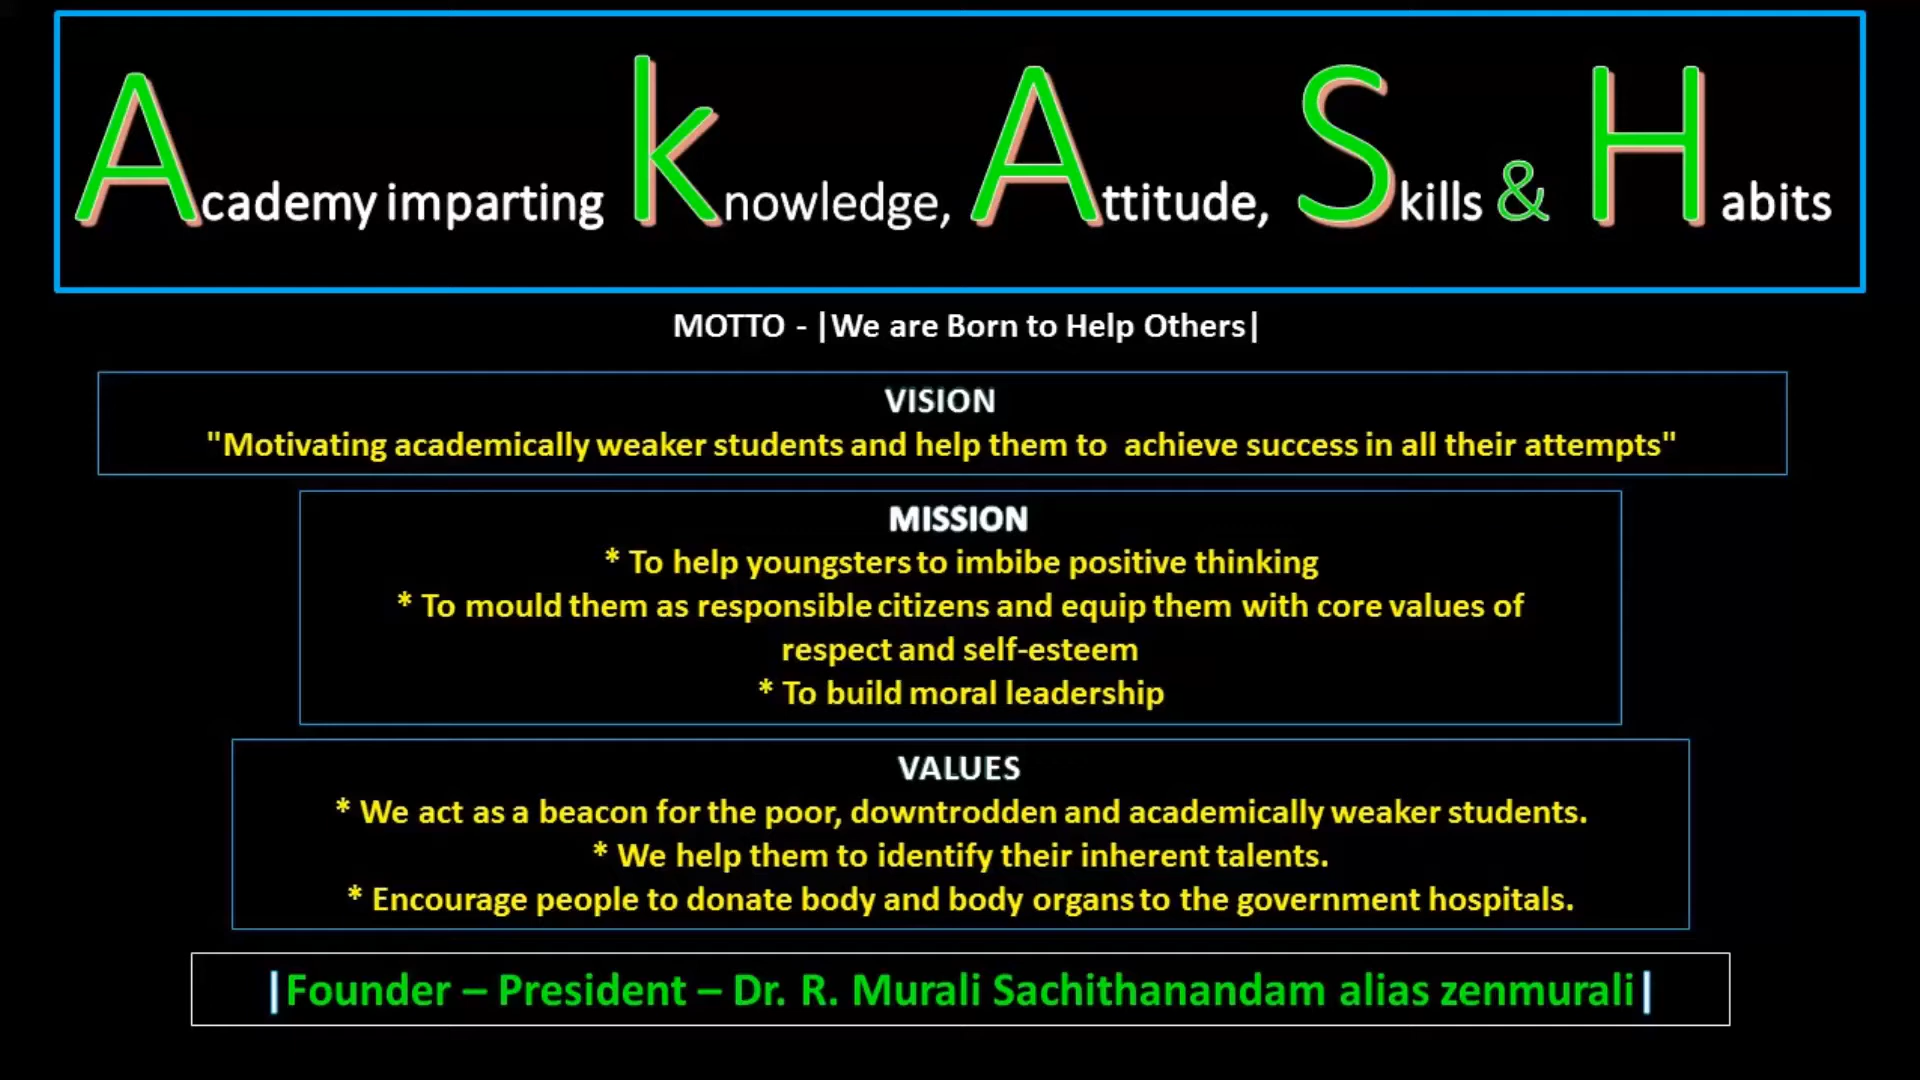 Academy imparting knowledge, Attitude, Skills & Habits
MOTTO - |We are Born to Help Others|
VISION
"Motivating academically weaker students and help them to  achieve success in all their attempts"
MISSION
* To help youngsters to imbibe positive thinking
* To mould them as responsible citizens and equip them with core values of
respect and self-esteem
* To build moral leadership
VALUES
* We act as a beacon for the poor, downtrodden and academically weaker students.
* We help them to identify their inherent talents.
* Encourage people to donate body and body organs to the government hospitals.
|Founder – President – Dr. R. Murali Sachithanandam alias zenmurali|